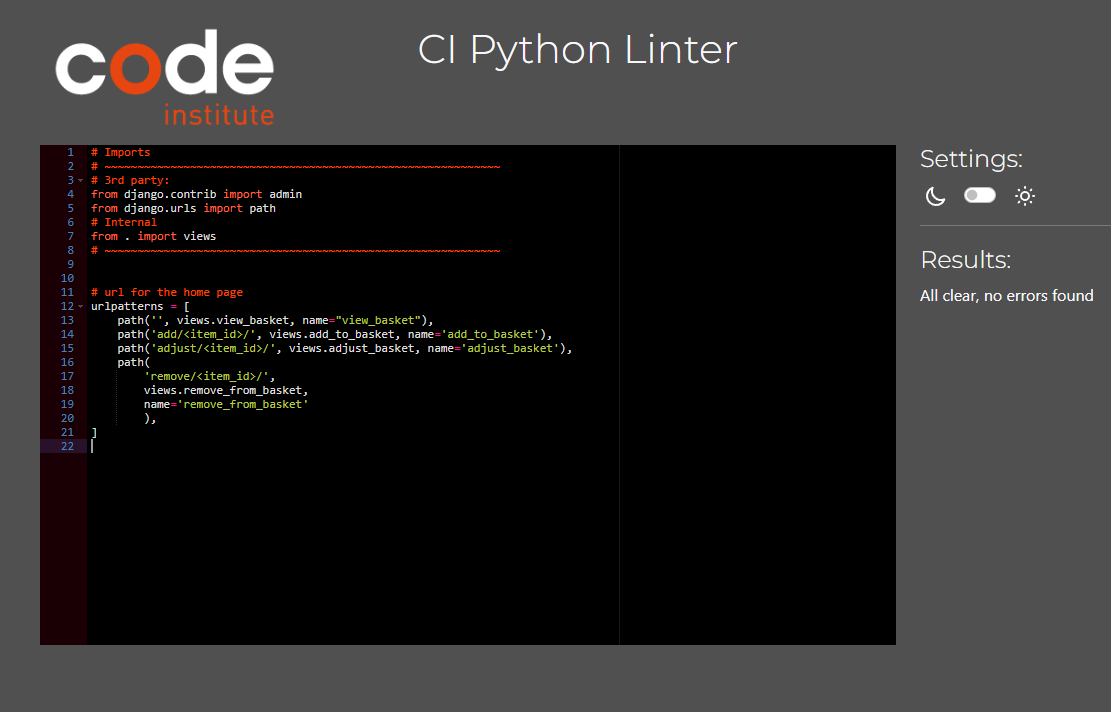 code
institute
CI Python Linter
1 # Imports
2 # ~~~~~~~~~~~~~~~~~~~~~~~~~~~~~~~~~~~~~~~~~~~~~~~~~~~~~~~~~~~~
3 # 3rd party:
4 from django.contrib import admin
5 from django.urls import path
6 # Internal
7 from . import views
8 # ~~~~~~~~~~~~~~~~~~~~~~~~~~~~~~~~~~~~~~~~~~~~~~~~~~~~~~~~~~~~
9
10
11 # url for the home page
12 urlpatterns = [
13     path('', views.view_basket, name="view_basket"),
14     path('add/<item_id>/', views.add_to_basket, name='add_to_basket'),
15     path('adjust/<item_id>/', views.adjust_basket, name='adjust_basket'),
16     path(
17         'remove/<item_id>/',
18         views.remove_from_basket,
19         name='remove_from_basket'
20         ),
21 ]
22
Settings:
Results:
All clear, no errors found